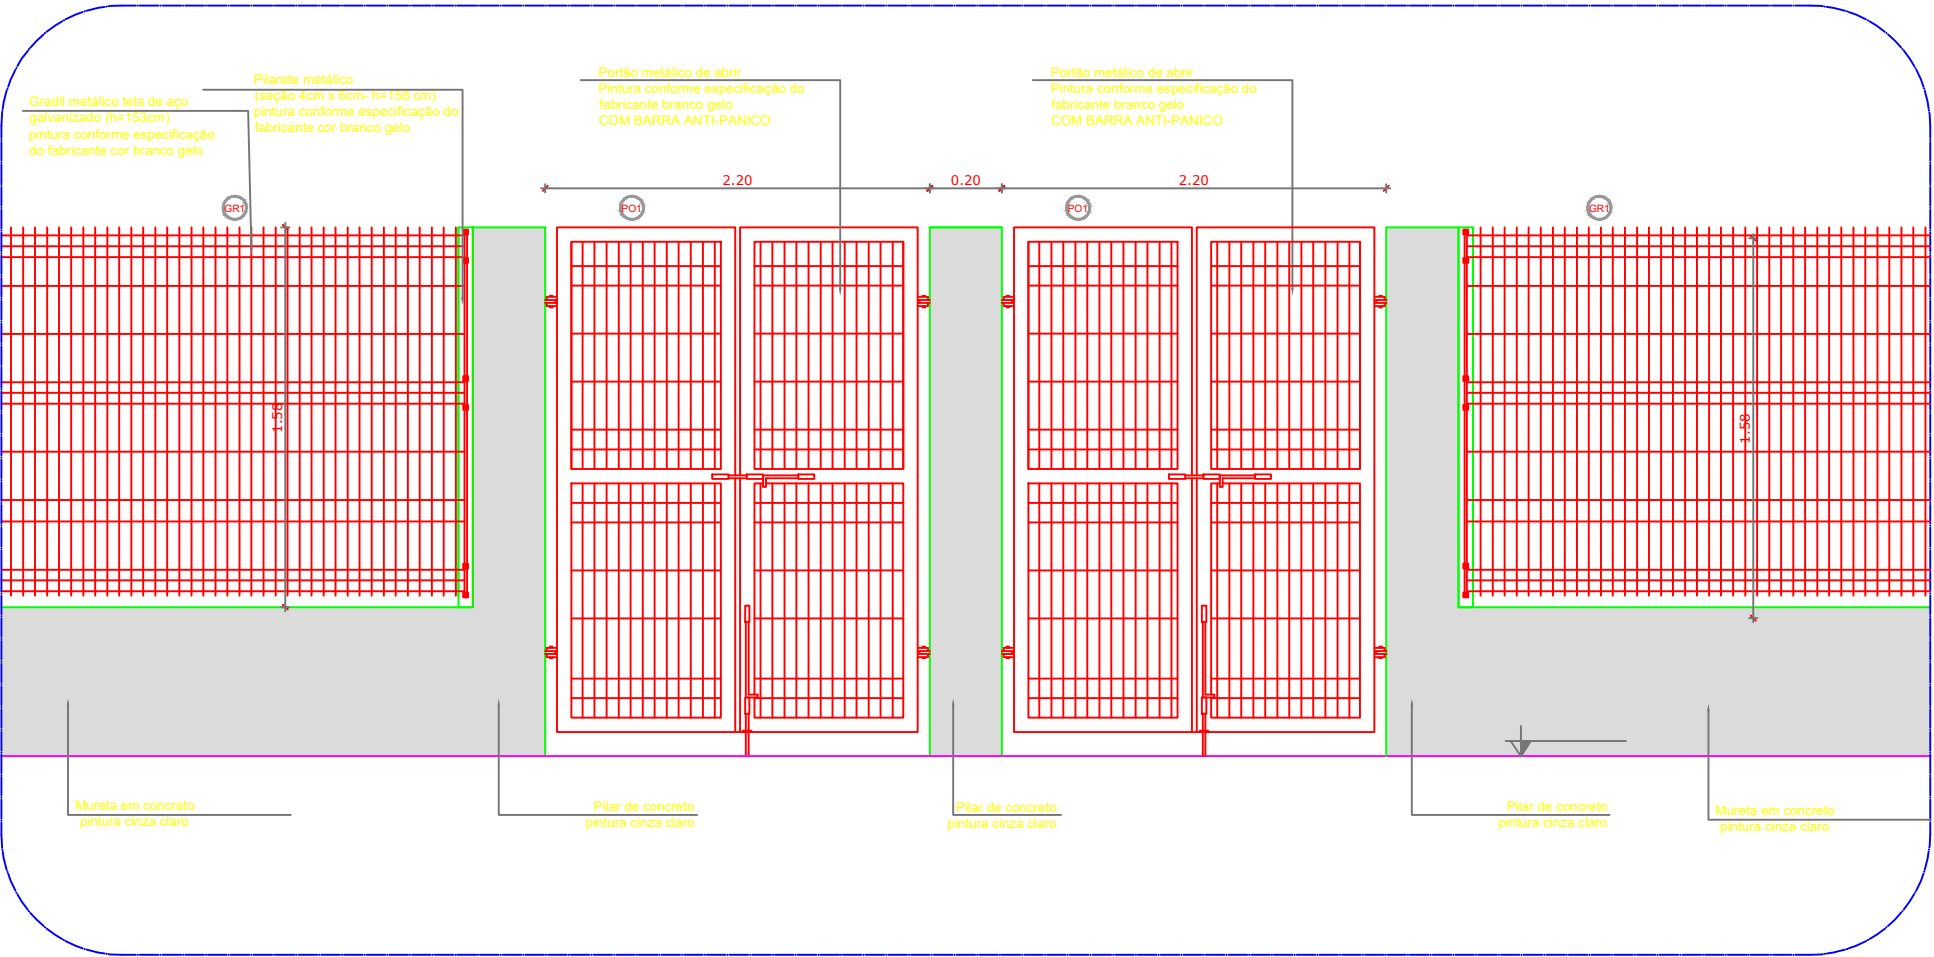 Gradil metálico tela de aço
galvanizado (h=153cm)
pintura conforme especificação
do fabricante cor branco gelo
Pilarete metálico
(seção 4cm x 6cm- h=158 cm)
pintura conforme especificação do
fabricante cor branco gelo
Portão metálico de abrir
Pintura conforme especificação do
fabricante branco gelo
COM BARRA ANTI-PANICO
Portão metálico de abrir
Pintura conforme especificação do
fabricante branco gelo
COM BARRA ANTI-PANICO
2.20
0.20
2.20
GR1
PO1
PO1
GR1
1.58
1.58
Mureta em concreto
pintura cinza claro
Pilar de concreto
pintura cinza claro
Pilar de concreto
pintura cinza claro
Pilar de concreto
pintura cinza claro
Mureta em concreto
pintura cinza claro